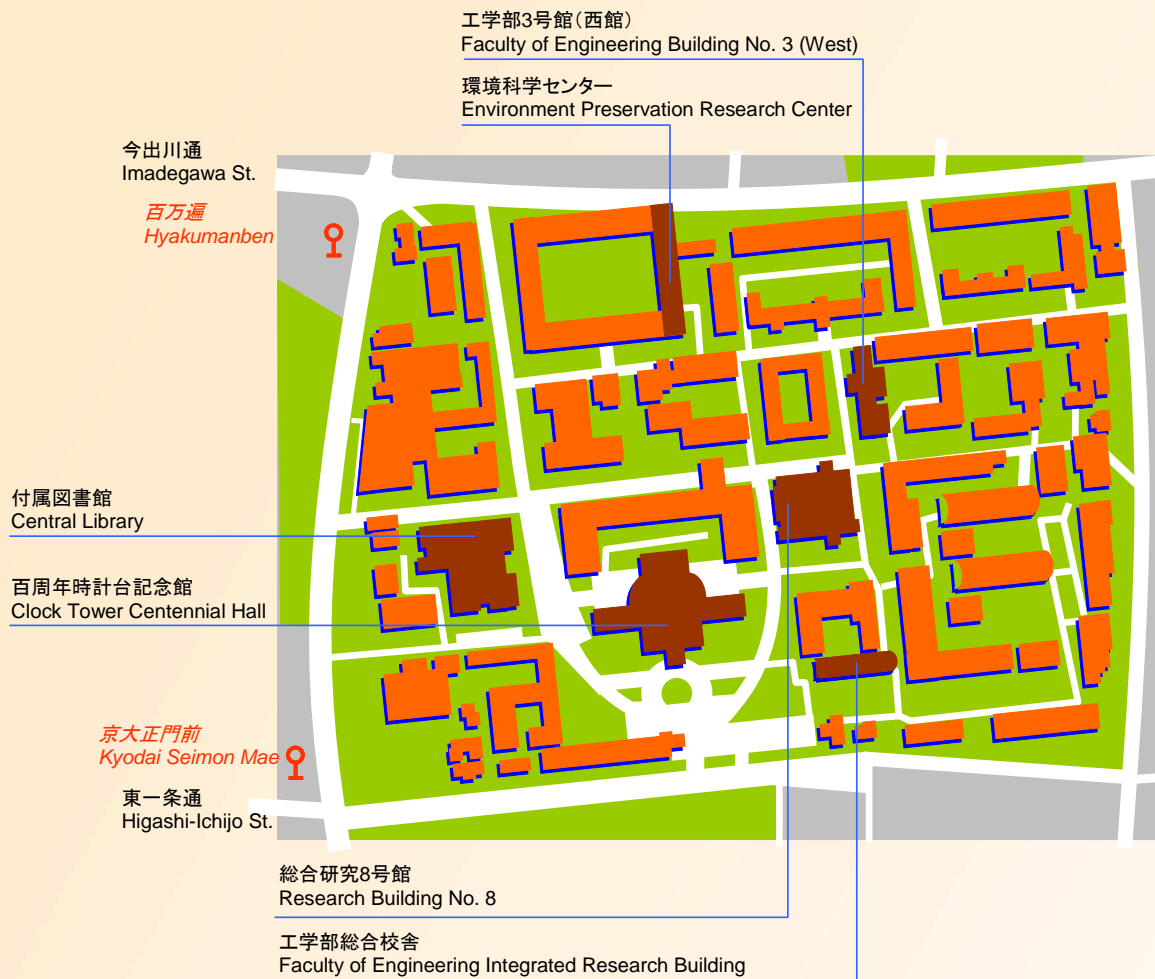 工学部3号館(西館)
Faculty of Engineering Building No. 3 (West)
環境科学センター
Environment Preservation Research Center
今出川通
Imadegawa St.
百万遍
Hyakumanben
付属図書館
Central Library
百周年時計台記念館
Clock Tower Centennial Hall
京大正門前
Kyodai Seimon Mae
東一条通
Higashi-Ichijo St.
総合研究8号館
Research Building No. 8
工学部総合校舎
Faculty of Engineering Integrated Research Building